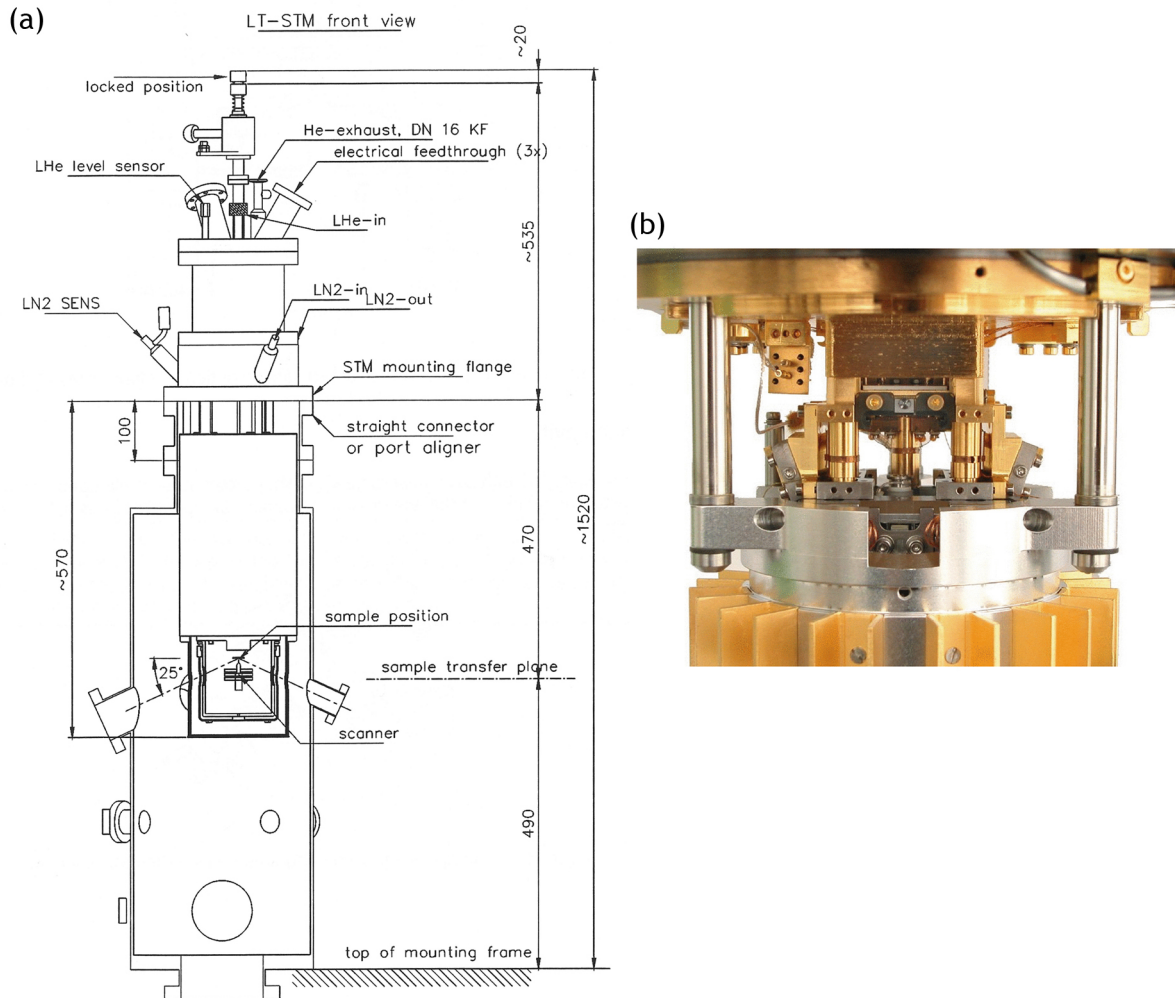 (a)
LT-STM front view
~20
locked position
He-exhaust, DN 16 KF
electrical feedthrough (3x)
LHe level sensor
LHe-in
~535
(b)
LN2-in
LN2-out
LN2 SENS
STM mounting flange
100
straight connector
or port aligner
~1520
470
~570
sample position
sample transfer plane
25°
scanner
490
top of mounting frame